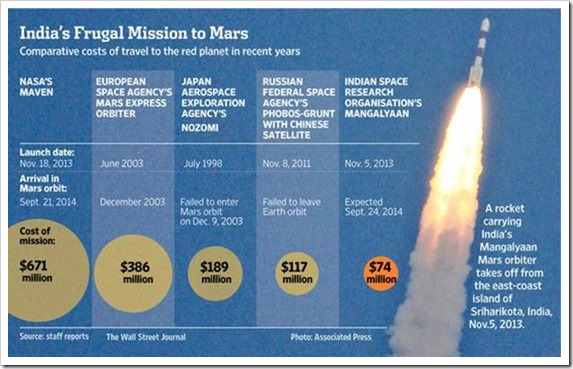 India's Frugal Mission to Mars
Comparative costs of travel to the red planet in recent years
NASA'S
MAVEN
EUROPEAN
SPACE AGENCY'S
MARS EXPRESS
ORBITER
JAPAN
AEROSPACE
EXPLORATION
AGENCY'S
NOZOMI
RUSSIAN
FEDERAL SPACE
AGENCY'S
PHOBOS-GRUNT
WITH CHINESE
SATELLITE
INDIAN SPACE
RESEARCH
ORGANISATION'S
MANGALYAAN
Launch date:
Nov. 18, 2013
June 2003
July 1998
Nov. 8, 2011
Nov. 5, 2013
Arrival in
Mars orbit:
Sept. 21, 2014
December 2003
Failed to enter
Mars orbit
on Dec. 9, 2003
Failed to leave
Earth orbit
Expected
Sept. 24, 2014
Cost of
mission:
$671
million
$386
million
$189
million
$117
million
$74
million
A rocket
carrying
India's
Mangalyaan
Mars orbiter
takes off from
the east-coast
island of
Sriharikota, India,
Nov.5, 2013.
Source: staff reports
The Wall Street Journal
Photo: Associated Press